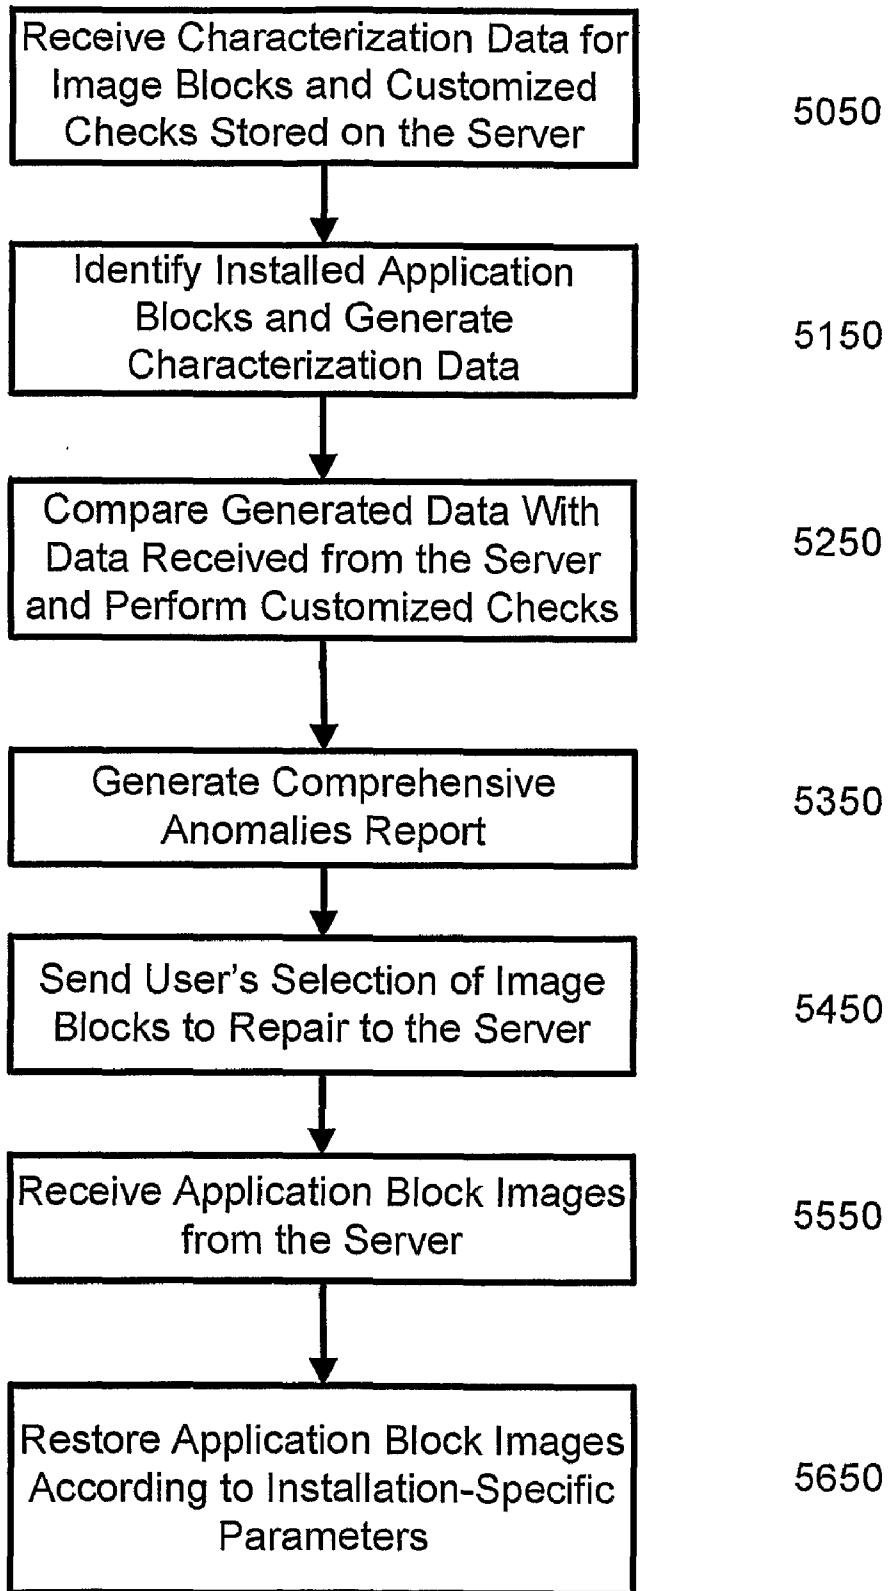 Receive Characterization Data for
Image Blocks and Customized
Checks Stored on the Server
5050
Identify Installed Application
Blocks and Generate
Characterization Data
5150
Compare Generated Data With
Data Received from the Server
and Perform Customized Checks
5250
Generate Comprehensive
Anomalies Report
5350
Send User's Selection of Image
Blocks to Repair to the Server
5450
Receive Application Block Images
from the Server
5550
Restore Application Block Images
According to Installation-Specific
Parameters
5650